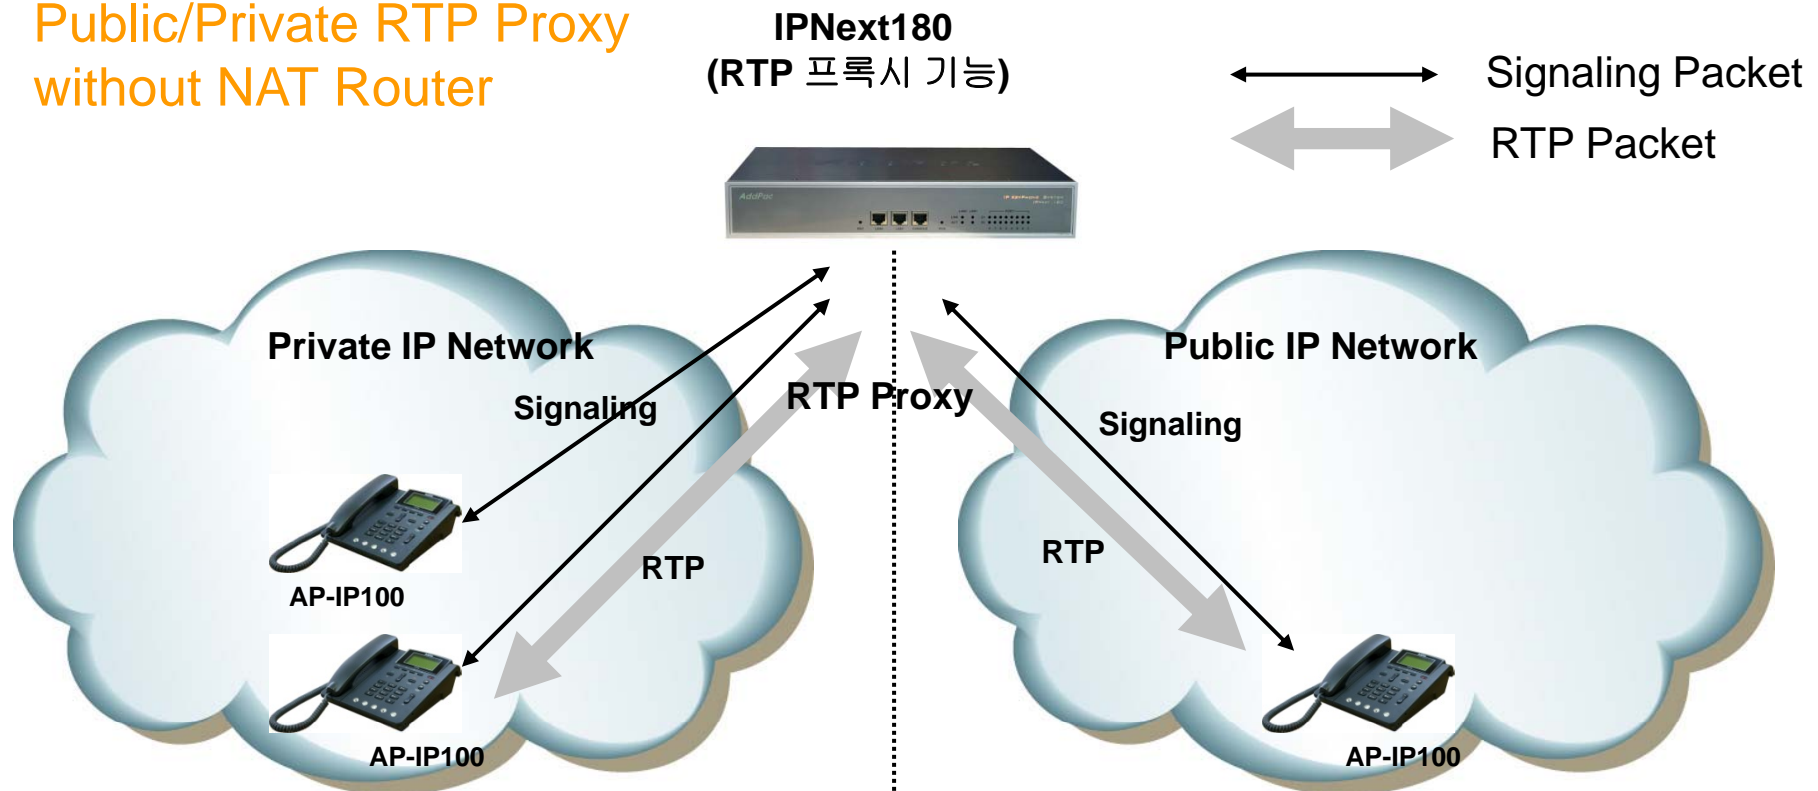 Public/Private RTP Proxy
without NAT Router
IPNext180
(RTP 프록시 기능)
Signaling Packet
RTP Packet
AddPac
Private IP Network
Public IP Network
RTP Proxy
Signaling
Signaling
RTP
RTP
AP-IP100
AP-IP100
AP-IP100